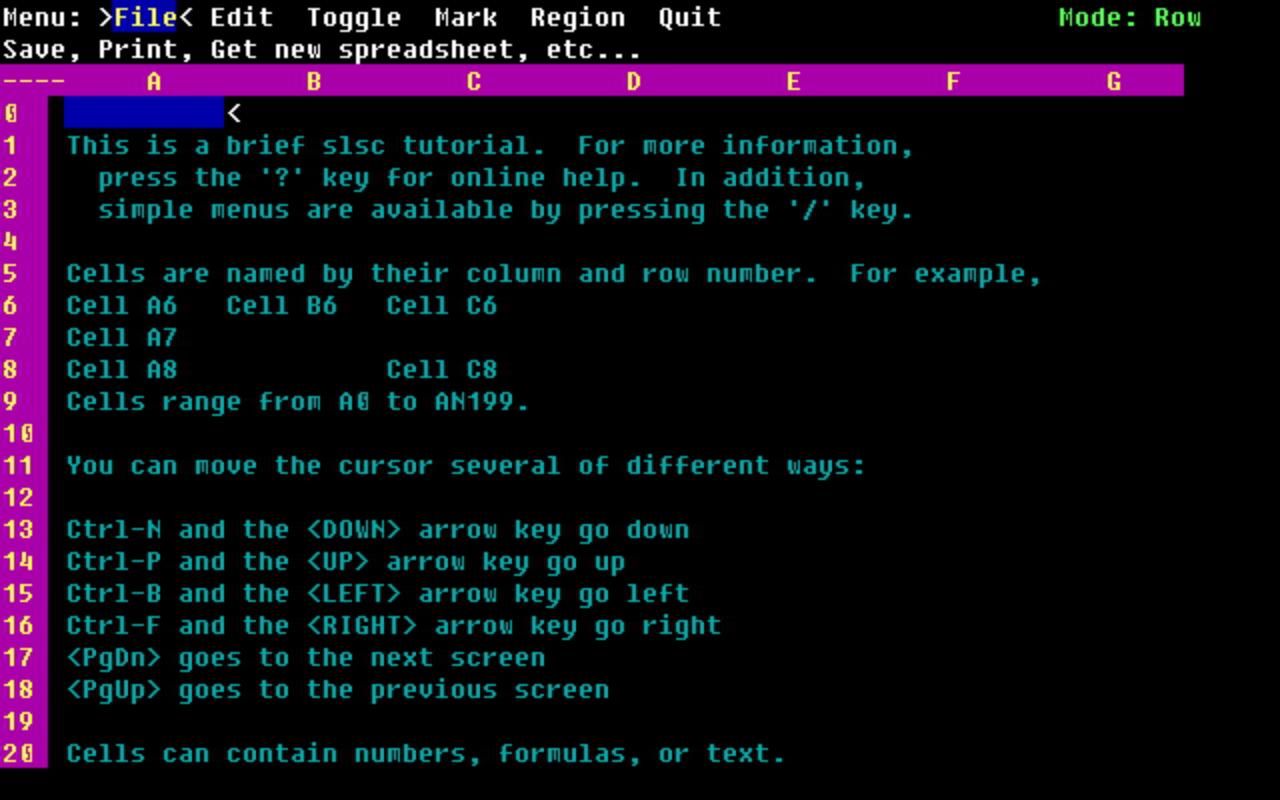 Menu: >File< Edit  Toggle  Mark  Region  Quit                     Mode: Row
Save, Print, Get new spreadsheet, etc...
----     A         B         C         D         E         F         G
0             <
1   This is a brief slsc tutorial.  For more information,
2     press the '?' key for online help.  In addition,
3     simple menus are available by pressing the '/' key.
4
5   Cells are named by their column and row number.  For example,
6   Cell A6   Cell B6   Cell C6
7   Cell A7
8   Cell A8             Cell C8
9   Cells range from A0 to AN199.
10
11  You can move the cursor several of different ways:
12
13  Ctrl-N and the <DOWN> arrow key go down
14  Ctrl-P and the <UP> arrow key go up
15  Ctrl-B and the <LEFT> arrow key go left
16  Ctrl-F and the <RIGHT> arrow key go right
17  <PgDn> goes to the next screen
18  <PgUp> goes to the previous screen
19
20  Cells can contain numbers, formulas, or text.